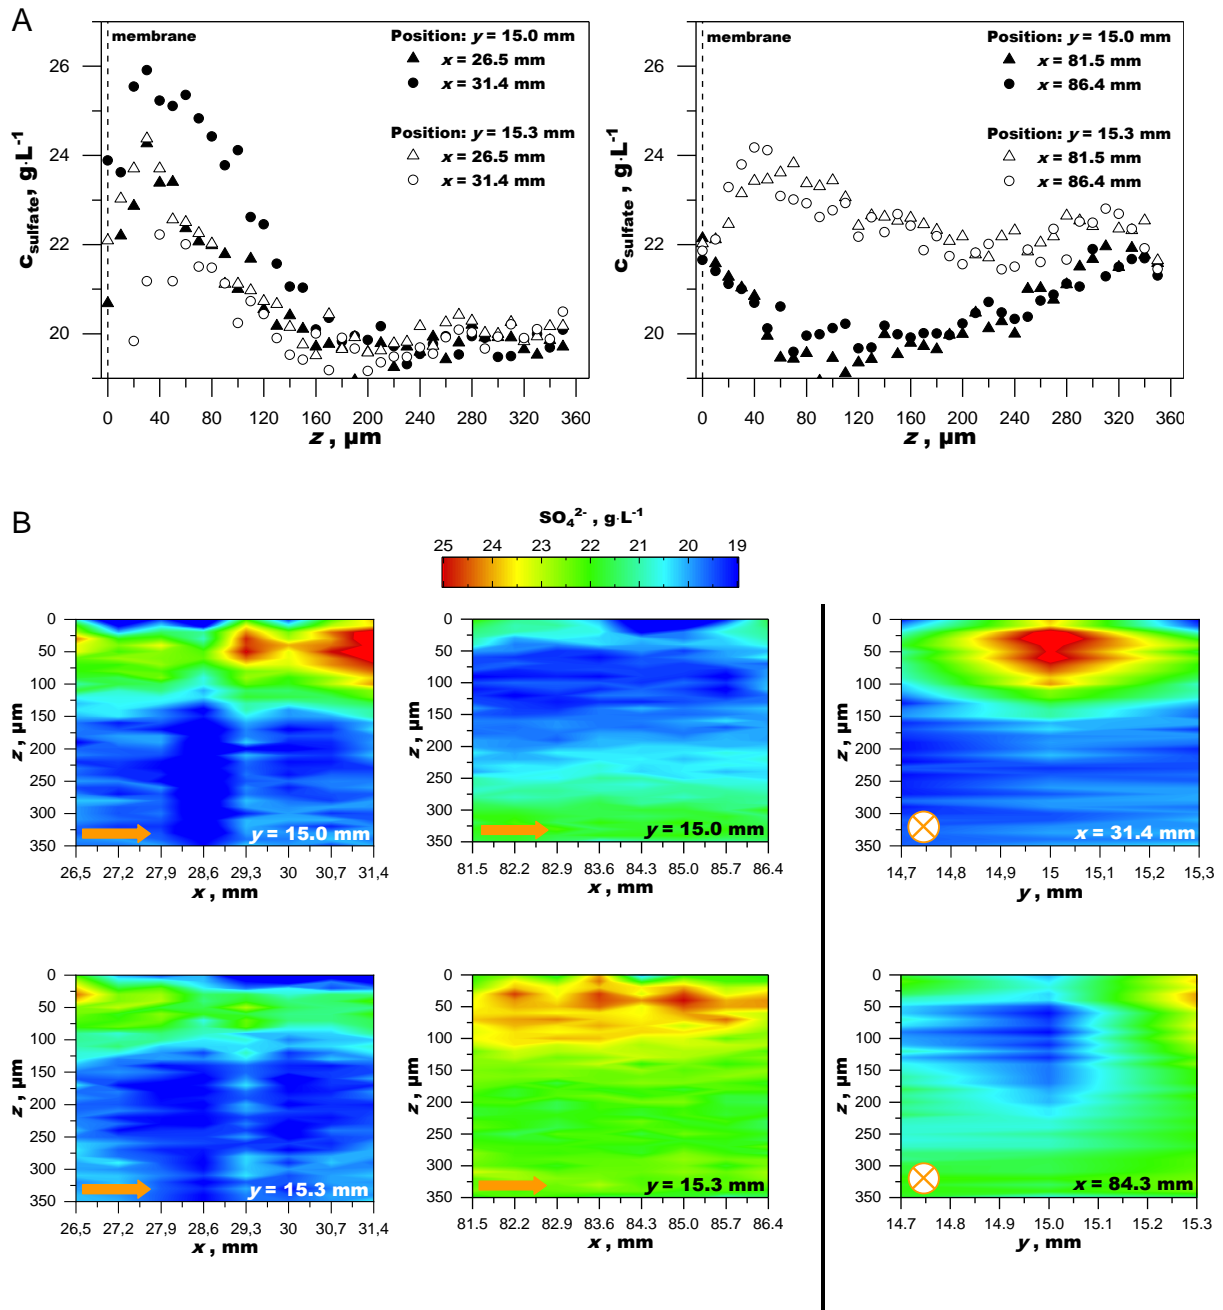 A
membrane
Position: y = 15.0 mm
x = 26.5 mm
x = 31.4 mm
Position: y = 15.3 mm
x = 26.5 mm
x = 31.4 mm
26
24
22
20
c_sulfate, g·L⁻¹
0 40 80 120 160 200 240 280 320 360
z , µm
membrane
Position: y = 15.0 mm
x = 81.5 mm
x = 86.4 mm
Position: y = 15.3 mm
x = 81.5 mm
x = 86.4 mm
26
24
22
20
c_sulfate, g·L⁻¹
0 40 80 120 160 200 240 280 320 360
z , µm
B
SO₄²⁻ , g·L⁻¹
25 24 23 22 21 20 19
0
50
100
150
200
250
300
350
z , µm
y = 15.0 mm
26,5 27,2 27,9 28,6 29,3 30 30,7 31,4
x , mm
0
50
100
150
200
250
300
350
z , µm
y = 15.0 mm
81.5 82.2 82.9 83.6 84.3 85.0 85.7 86.4
x , mm
0
50
100
150
200
250
300
350
z , µm
x = 31.4 mm
14,7 14,8 14,9 15,0 15,1 15,2 15,3
y , mm
0
50
100
150
200
250
300
350
z , µm
y = 15.3 mm
26,5 27,2 27,9 28,6 29,3 30 30,7 31,4
x , mm
0
50
100
150
200
250
300
350
z , µm
y = 15.3 mm
81.5 82.2 82.9 83.6 84.3 85.0 85.7 86.4
x , mm
0
50
100
150
200
250
300
350
z , µm
x = 84.3 mm
14.7 14.8 14.9 15.0 15.1 15.2 15.3
y , mm